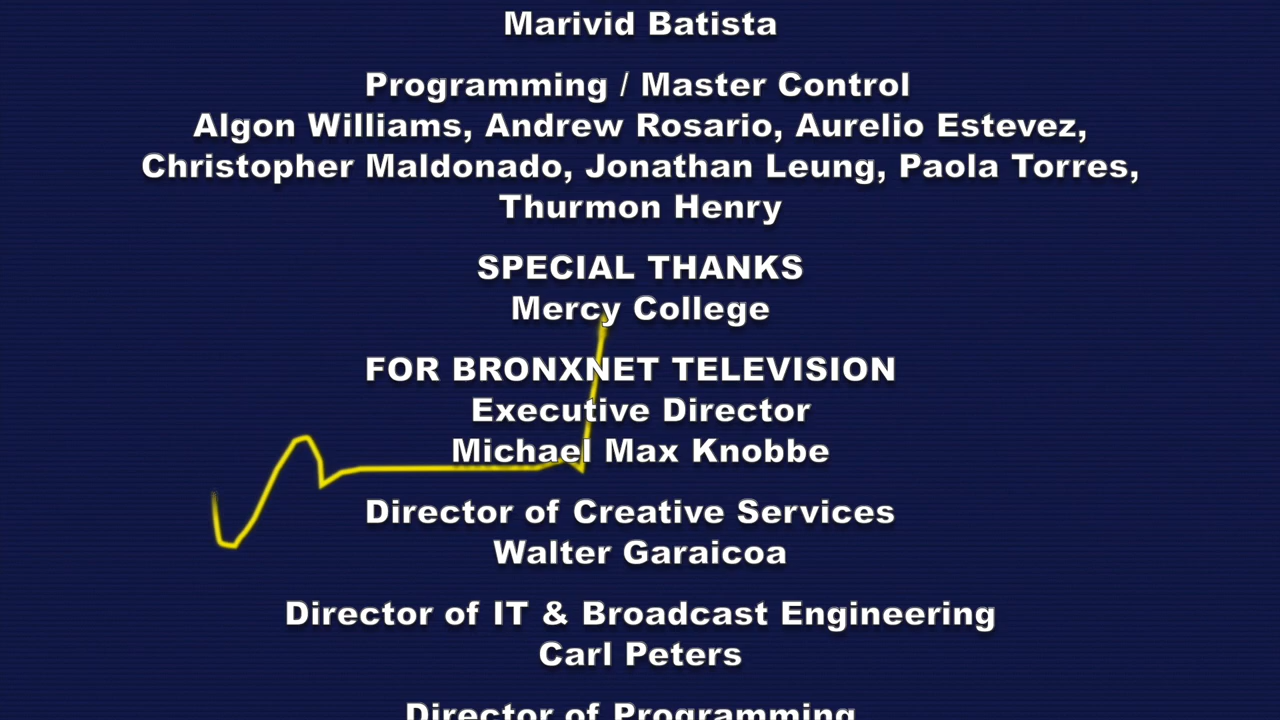 Marivid Batista
Programming / Master Control
Algon Williams, Andrew Rosario, Aurelio Estevez,
Christopher Maldonado, Jonathan Leung, Paola Torres,
Thurmon Henry
SPECIAL THANKS
Mercy College
FOR BRONXNET TELEVISION
Executive Director
Michael Max Knobbe
Director of Creative Services
Walter Garaicoa
Director of IT & Broadcast Engineering
Carl Peters
Director of Programming